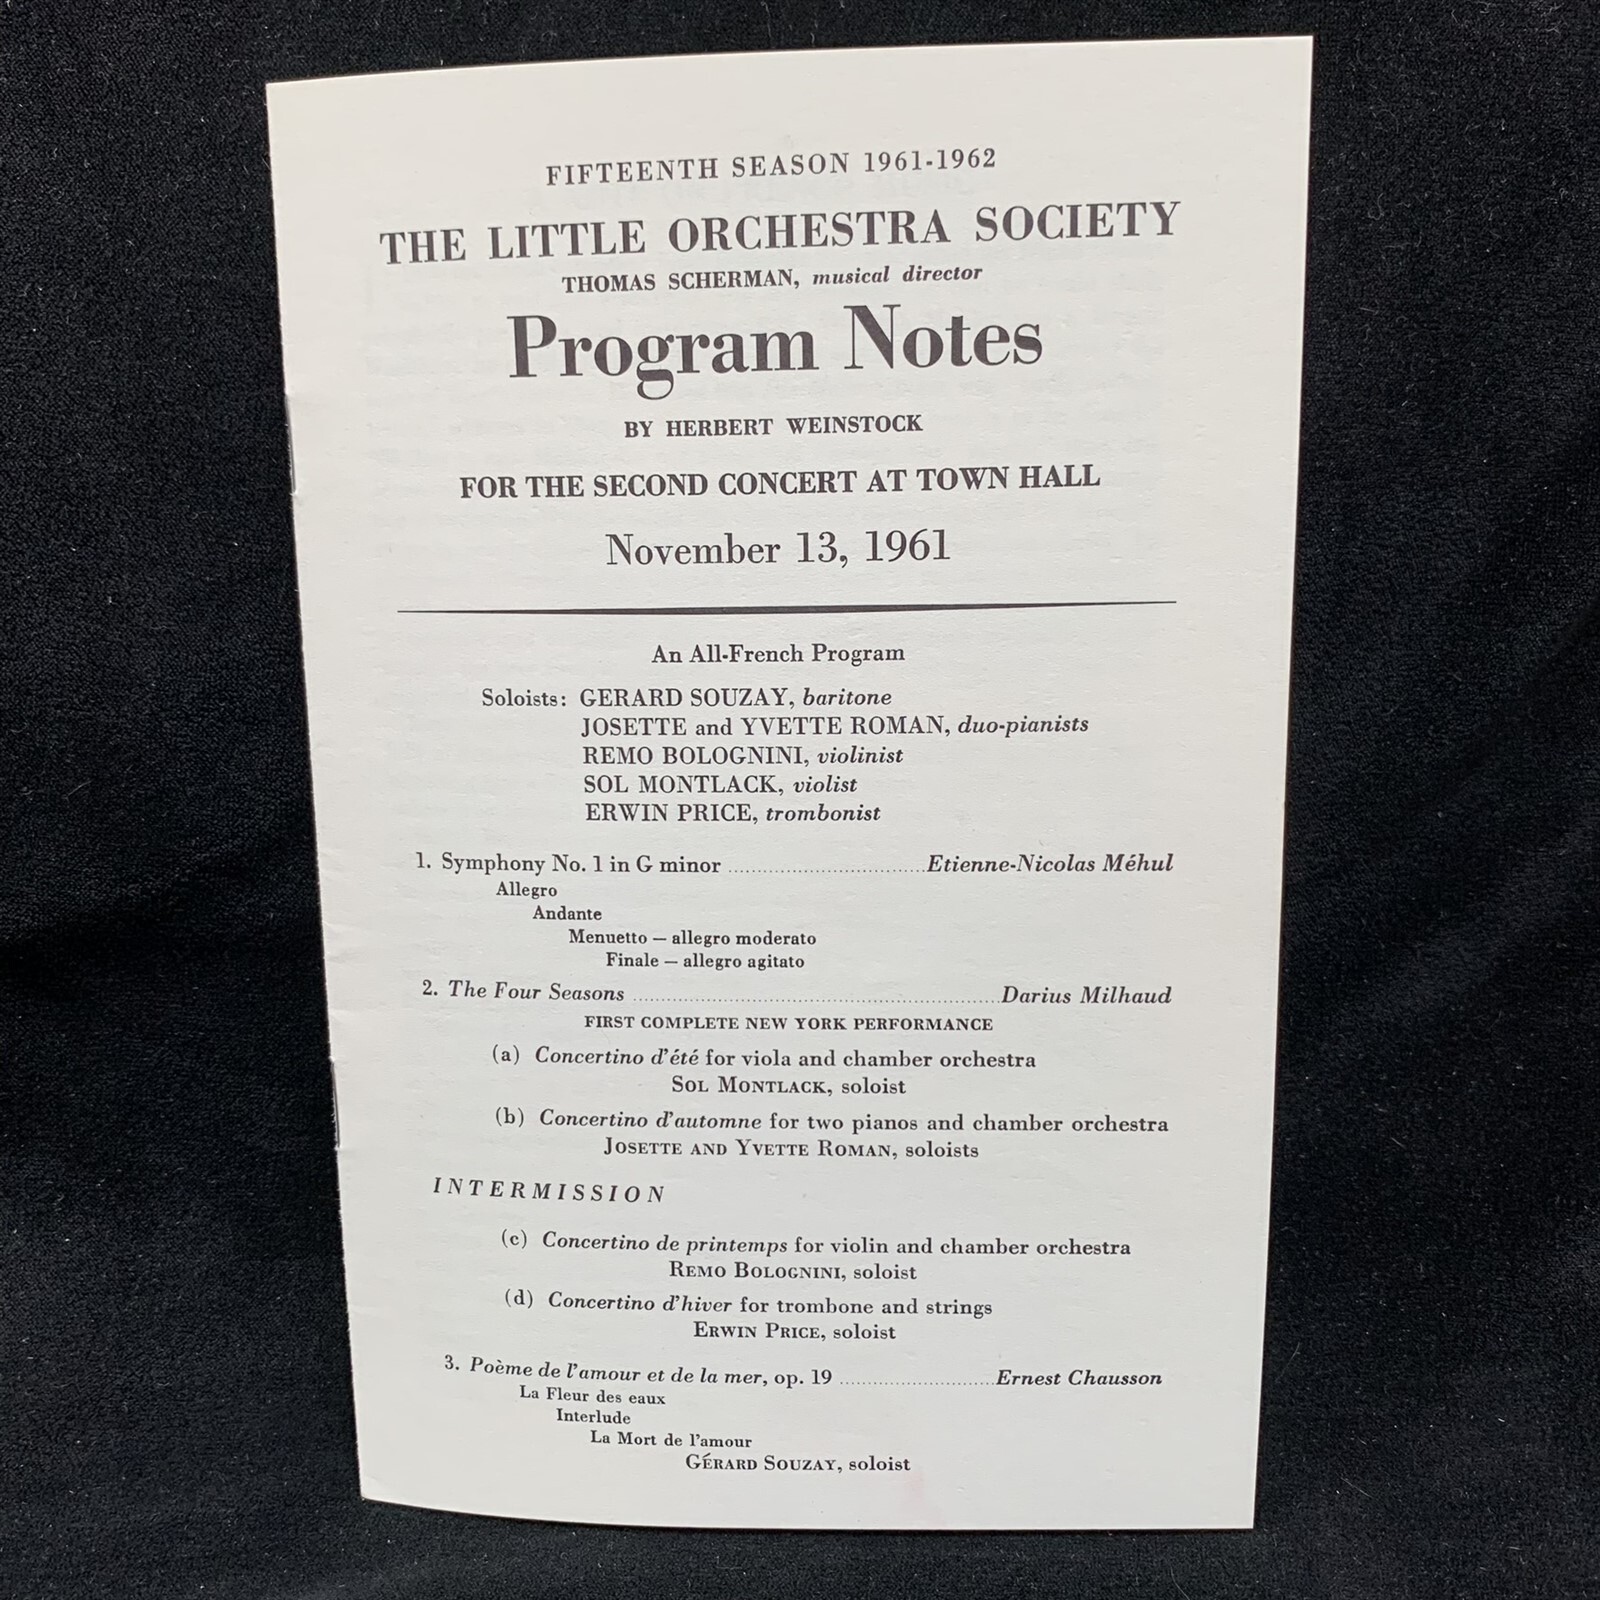 FIFTEENTH SEASON 1961-1962
THE LITTLE ORCHESTRA SOCIETY
THOMAS SCHERMAN, musical director
Program Notes
BY HERBERT WEINSTOCK
FOR THE SECOND CONCERT AT TOWN HALL
November 13, 1961
An All-French Program
Soloists: GERARD SOUZAY, baritone
JOSETTE and YVETTE ROMAN, duo-pianists
REMO BOLOGNINI, violinist
SOL MONTLACK, violist
ERWIN PRICE, trombonist
1. Symphony No. 1 in G minor ................................Etienne-Nicolas Méhul
Allegro
Andante
Menuetto — allegro moderato
Finale — allegro agitato
2. The Four Seasons ............................................................Darius Milhaud
FIRST COMPLETE NEW YORK PERFORMANCE
(a) Concertino d'été for viola and chamber orchestra
SOL MONTLACK, soloist
(b) Concertino d'automne for two pianos and chamber orchestra
JOSETTE AND YVETTE ROMAN, soloists
INTERMISSION
(c) Concertino de printemps for violin and chamber orchestra
REMO BOLOGNINI, soloist
(d) Concertino d'hiver for trombone and strings
ERWIN PRICE, soloist
3. Poème de l'amour et de la mer, op. 19 .........................Ernest Chausson
La Fleur des eaux
Interlude
La Mort de l'amour
GÉRARD SOUZAY, soloist